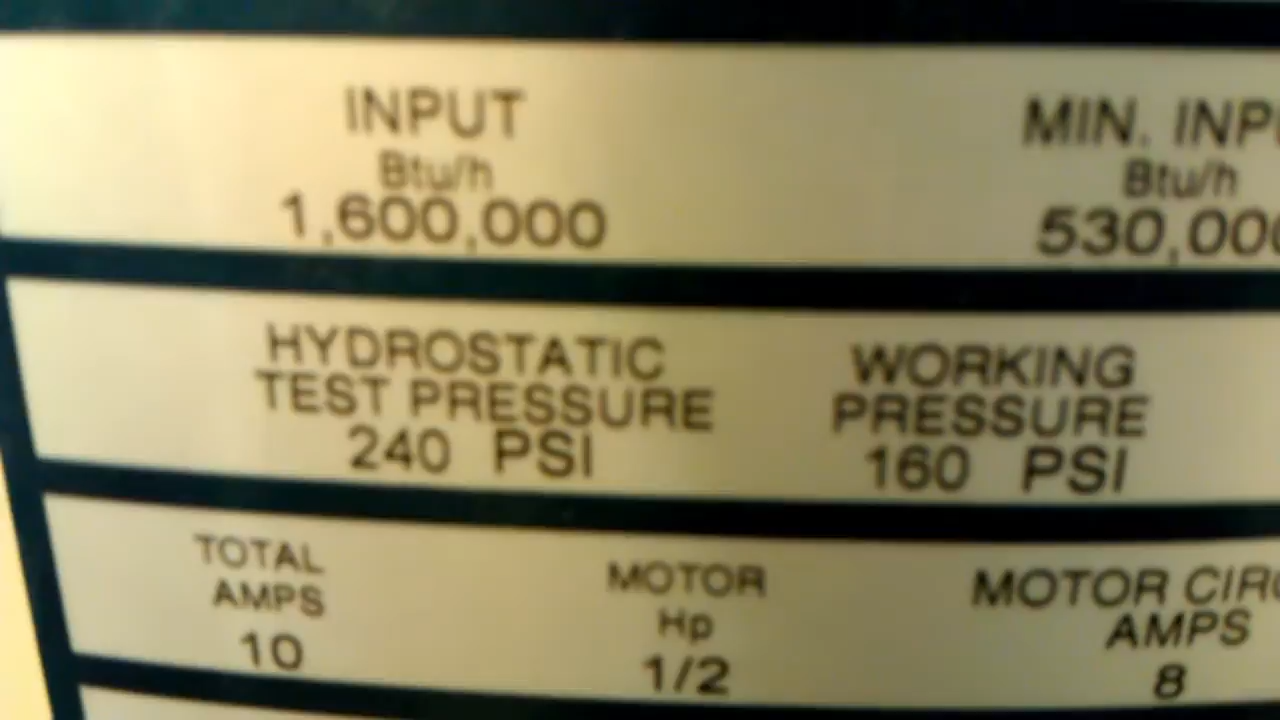 INPUT
Btu/h
1,600,000
MIN. INP
Btu/h
530,000
HYDROSTATIC
TEST PRESSURE
240 PSI
WORKING
PRESSURE
160 PSI
TOTAL
AMPS
10
MOTOR
Hp
1/2
MOTOR CIRC
AMPS
8